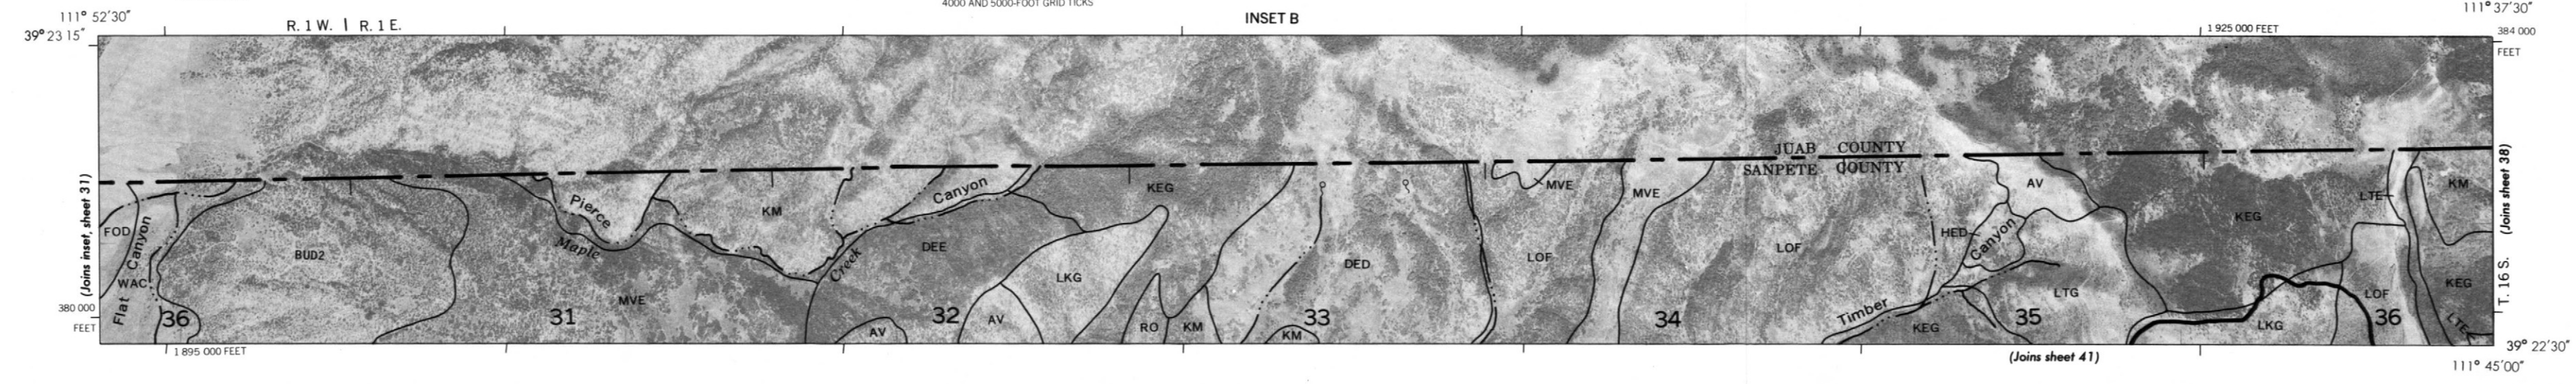 4000 AND 5000-FOOT GRID TICKS
INSET B
111° 52′30″
R. 1 W. | R. 1 E.
39° 23 15″
1 925 000 FEET
111° 37′30″
384 000
FEET
(Joins inset, sheet 31)
JUAB COUNTY
SANPETE COUNTY
(Joins sheet 38)
T. 16 S.
FOD
Flat Canyon
WAC
36
BUD2
31
MVE
Pierce
Canyon
Maple
Creek
KM
DEE
32
AV
AV
LKG
KEG
RO
KM
KM
33
DED
LOF
MVE
MVE
34
LOF
Timber
Canyon
HED
AV
LTG
35
KEG
KEG
LKG
LTE
LOF
36
KM
KEG
LTE
380 000
FEET
1 895 000 FEET
(Joins sheet 41)
39° 22′30″
111° 45′00″